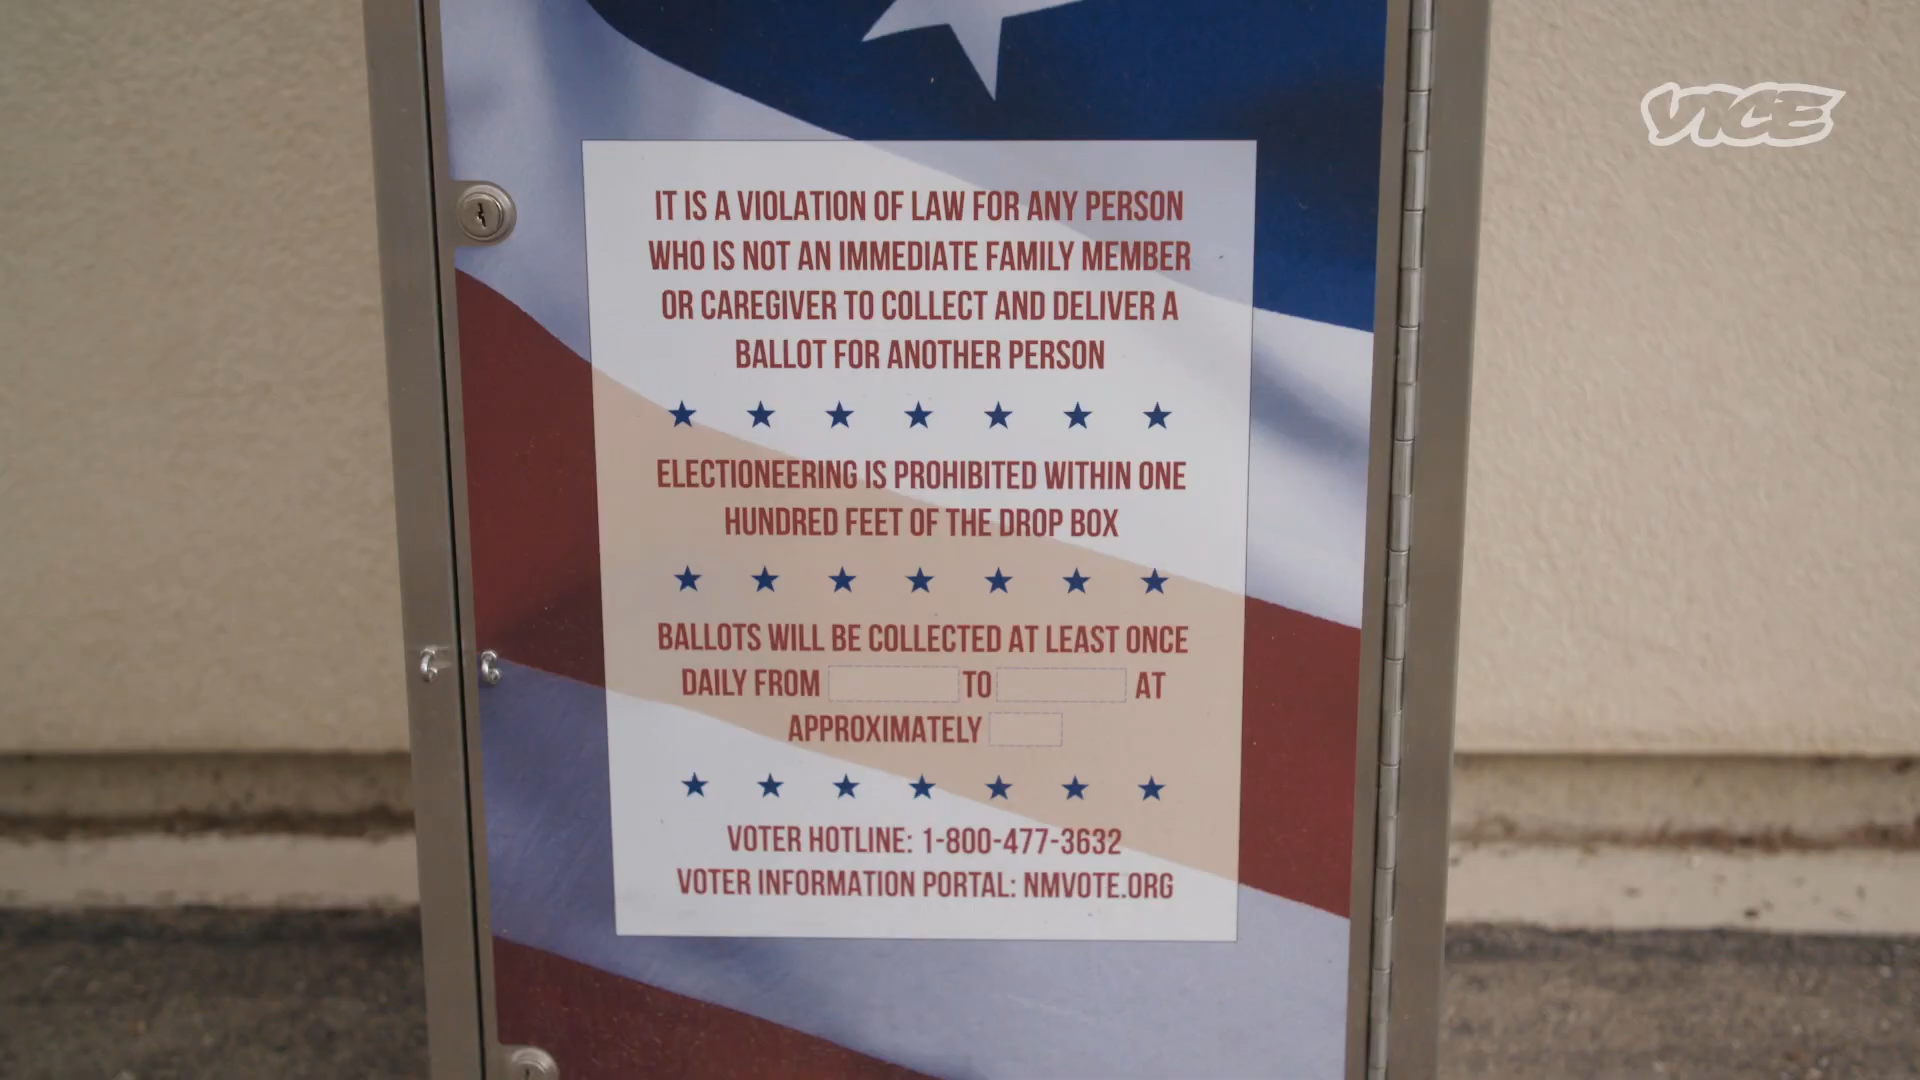 VICE
IT IS A VIOLATION OF LAW FOR ANY PERSON
WHO IS NOT AN IMMEDIATE FAMILY MEMBER
OR CAREGIVER TO COLLECT AND DELIVER A
BALLOT FOR ANOTHER PERSON
ELECTIONEERING IS PROHIBITED WITHIN ONE
HUNDRED FEET OF THE DROP BOX
BALLOTS WILL BE COLLECTED AT LEAST ONCE
DAILY FROM TO AT
APPROXIMATELY
VOTER HOTLINE: 1-800-477-3632
VOTER INFORMATION PORTAL: NMVOTE.ORG